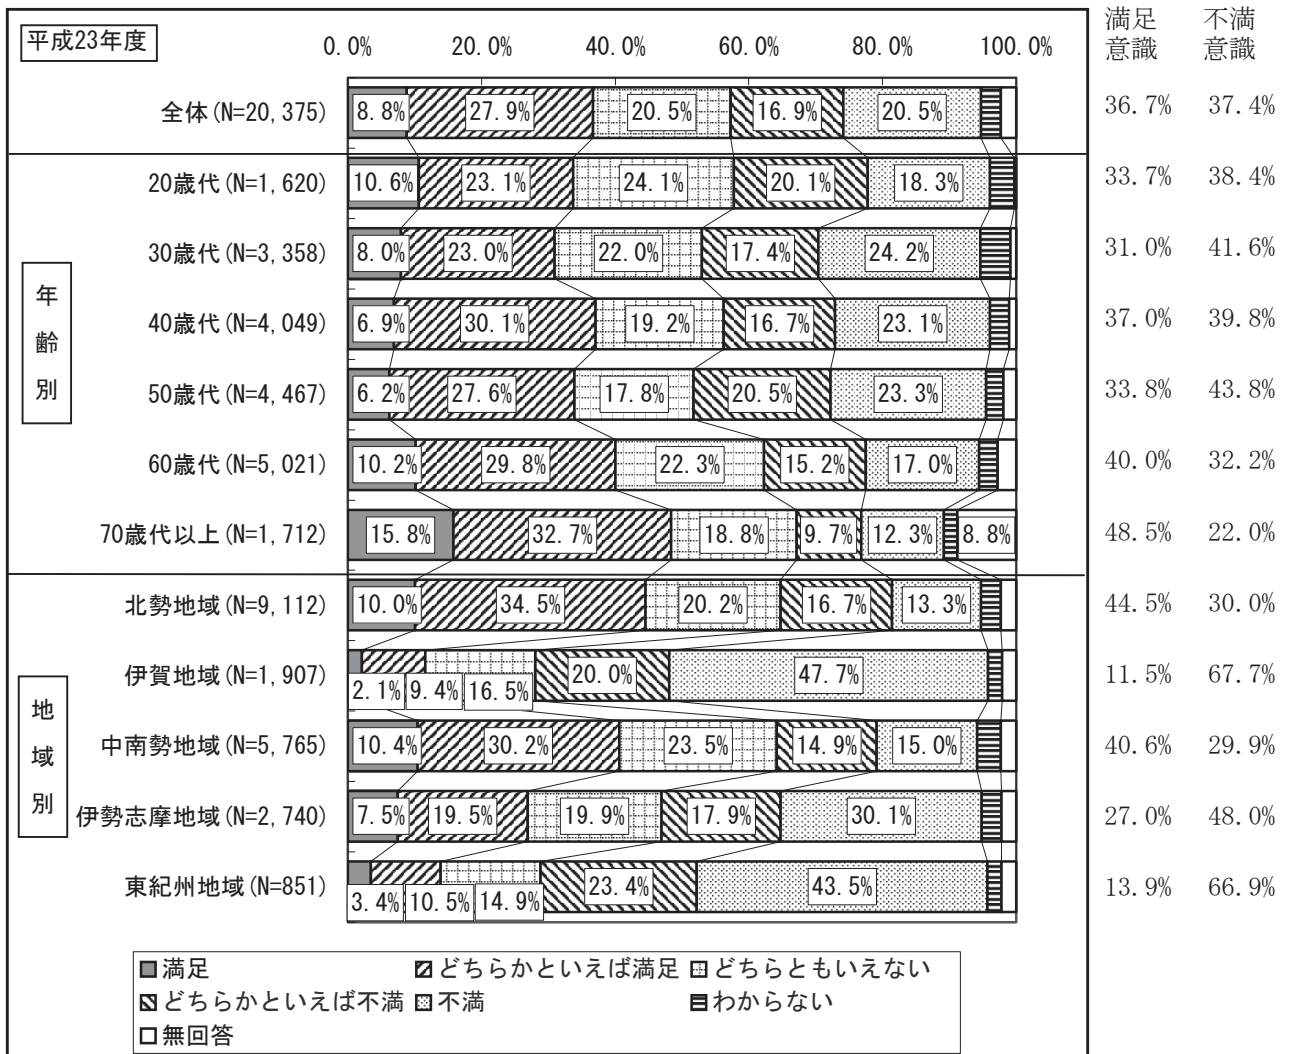 満足 不満
意識 意識
平成23年度
0.0% 20.0% 40.0% 60.0% 80.0% 100.0%
全体(N=20,375) 8.8% 27.9% 20.5% 16.9% 20.5% 36.7% 37.4%
年齢別
20歳代(N=1,620) 10.6% 23.1% 24.1% 20.1% 18.3% 33.7% 38.4%
30歳代(N=3,358) 8.0% 23.0% 22.0% 17.4% 24.2% 31.0% 41.6%
40歳代(N=4,049) 6.9% 30.1% 19.2% 16.7% 23.1% 37.0% 39.8%
50歳代(N=4,467) 6.2% 27.6% 17.8% 20.5% 23.3% 33.8% 43.8%
60歳代(N=5,021) 10.2% 29.8% 22.3% 15.2% 17.0% 40.0% 32.2%
70歳代以上(N=1,712) 15.8% 32.7% 18.8% 9.7% 12.3% 8.8% 48.5% 22.0%
地域別
北勢地域(N=9,112) 10.0% 34.5% 20.2% 16.7% 13.3% 44.5% 30.0%
伊賀地域(N=1,907) 2.1% 9.4% 16.5% 20.0% 47.7% 11.5% 67.7%
中南勢地域(N=5,765) 10.4% 30.2% 23.5% 14.9% 15.0% 40.6% 29.9%
伊勢志摩地域(N=2,740) 7.5% 19.5% 19.9% 17.9% 30.1% 27.0% 48.0%
東紀州地域(N=851) 3.4% 10.5% 14.9% 23.4% 43.5% 13.9% 66.9%
満足 どちらかといえば満足 どちらともいえない
どちらかといえば不満 不満 わからない
無回答